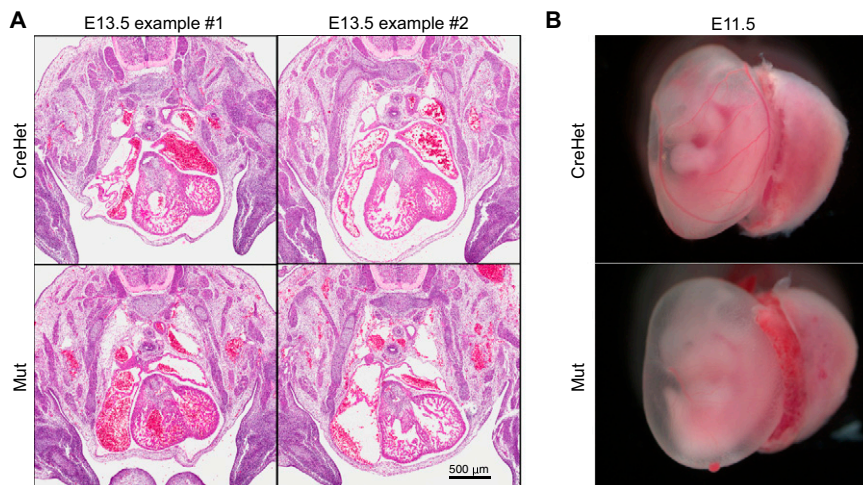 A
E13.5 example #1
E13.5 example #2
B
E11.5
CreHet
CreHet
Mut
Mut
500 µm